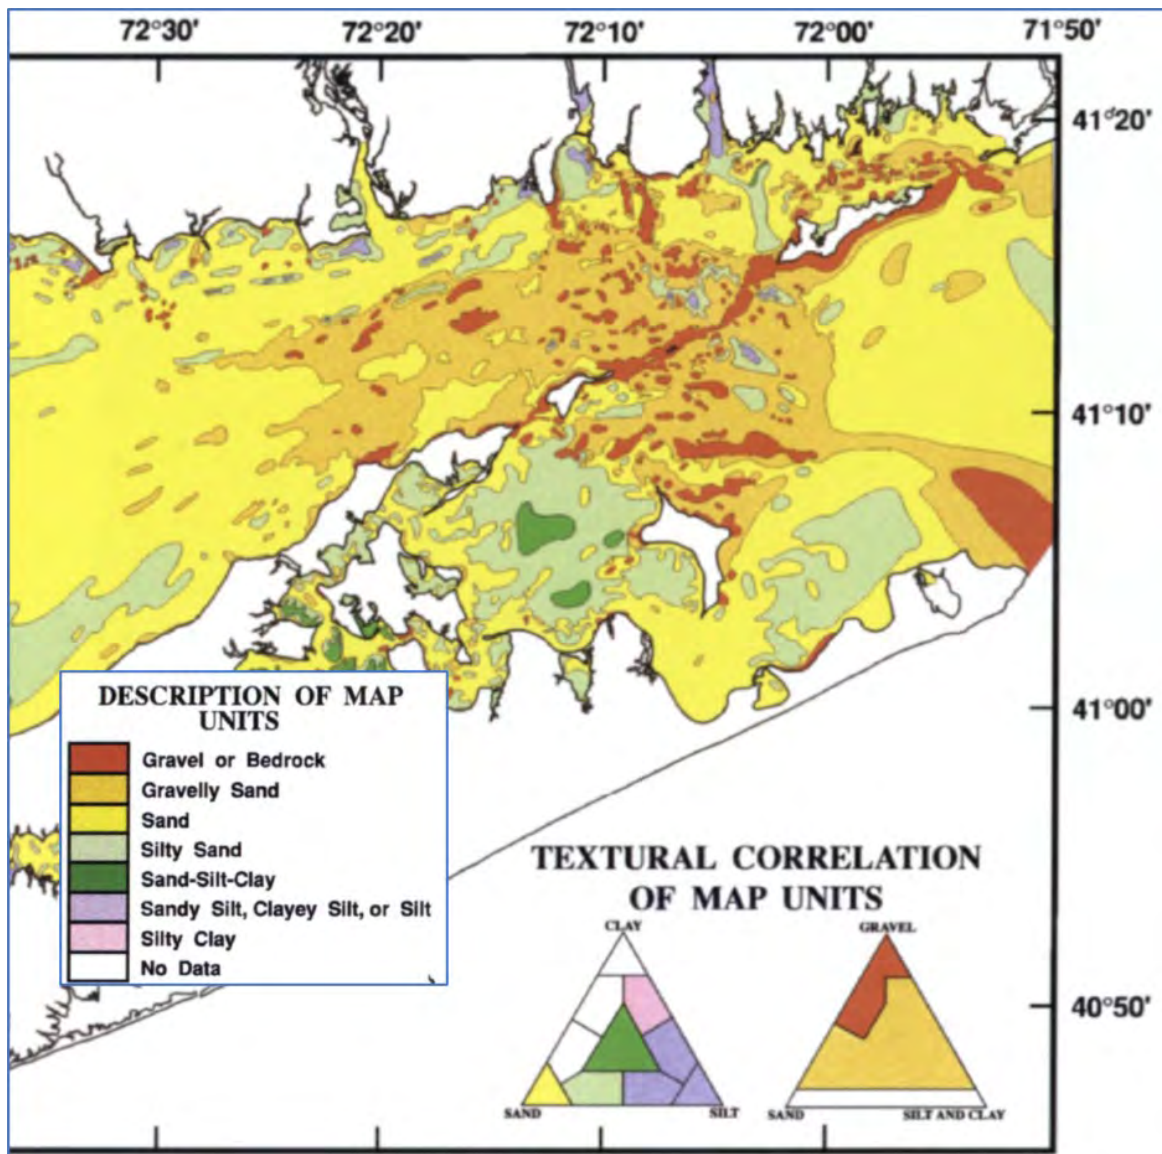 72°30' 72°20' 72°10' 72°00' 71°50'
41°20'
41°10'
41°00'
40°50'
DESCRIPTION OF MAP
UNITS
Gravel or Bedrock
Gravelly Sand
Sand
Silty Sand
Sand-Silt-Clay
Sandy Silt, Clayey Silt, or Silt
Silty Clay
No Data
TEXTURAL CORRELATION
OF MAP UNITS
CLAY
SAND SILT
GRAVEL
SAND SILT AND CLAY